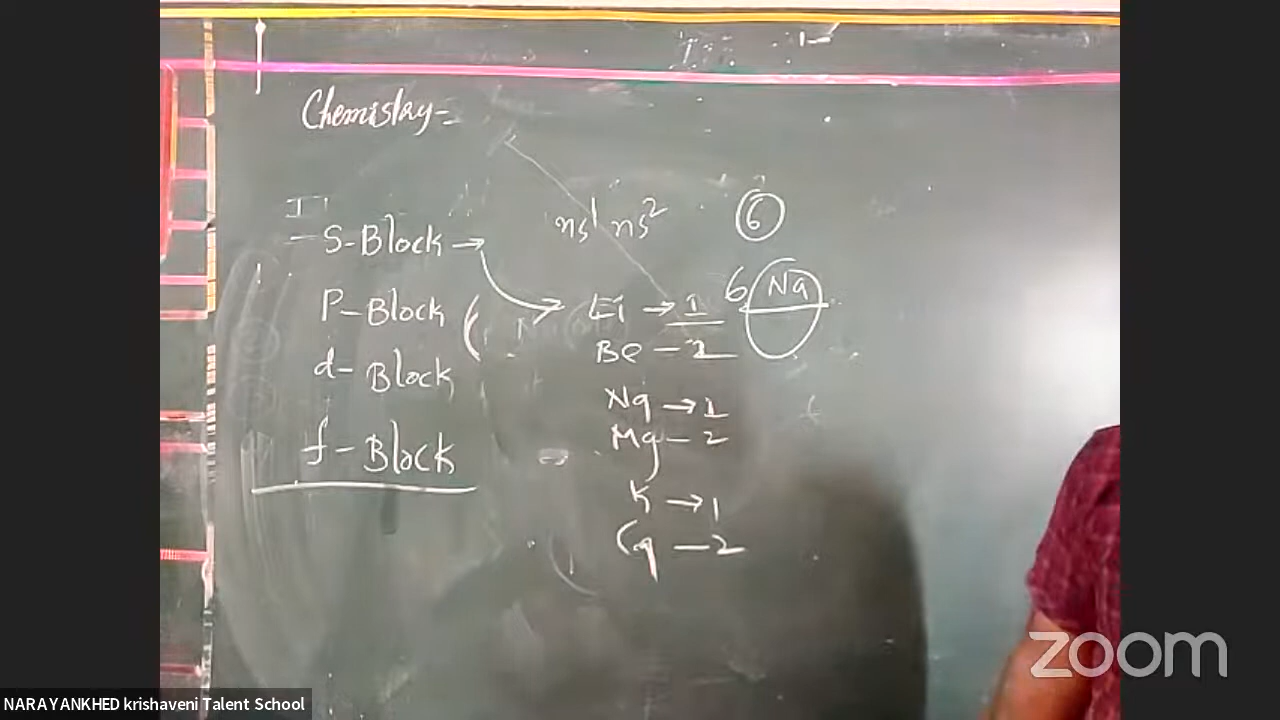 Chemistry-
II
S-Block → ns¹ ns² 6
P-Block
d-Block
f-Block
Li → 1
Be - 2
Na → 1
Mg - 2
K → 1
Ca - 2
6 Na
zoom
NARAYANKHED krishaveni Talent School